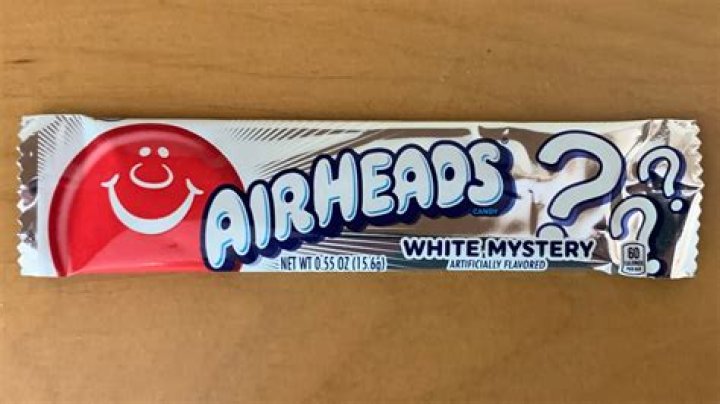 AIRHEADS
CANDY
WHITE MYSTERY
ARTIFICIALLY FLAVORED
NET WT 0.55 OZ (15.6g)
???
60
CALORIES
PER BAR